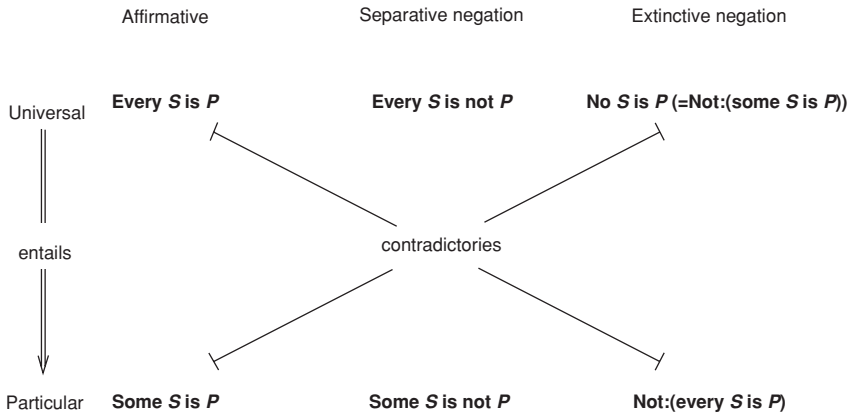 Affirmative Separative negation Extinctive negation
Universal Every S is P Every S is not P No S is P (=Not:(some S is P))
entails contradictories
Particular Some S is P Some S is not P Not:(every S is P)